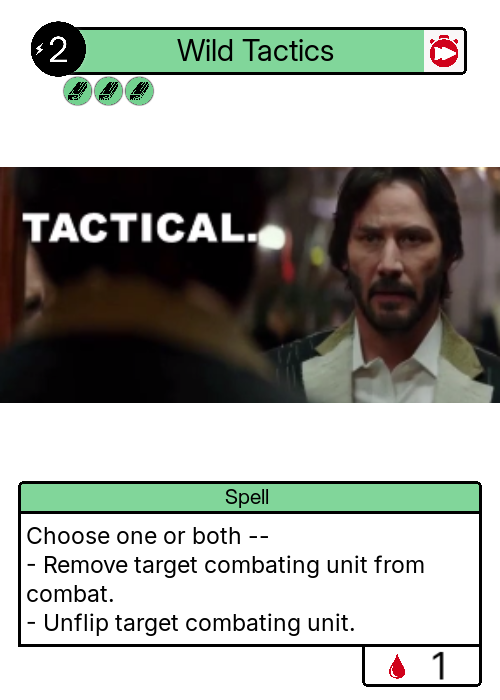 2
Wild Tactics
TACTICAL.
Spell
Choose one or both --
- Remove target combating unit from
combat.
- Unflip target combating unit.
1